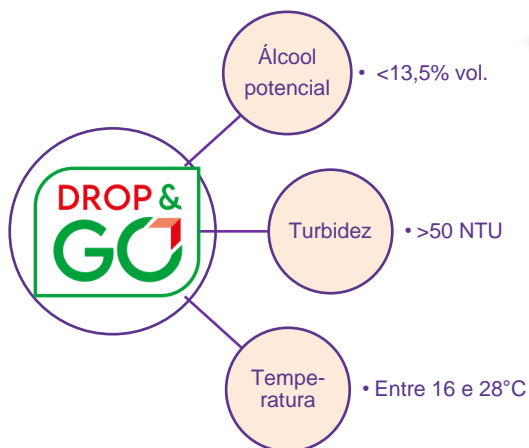 Álcool
potencial
• <13,5% vol.
DROP &
GO
Turbidez
• >50 NTU
Tempe-
ratura
• Entre 16 e 28°C